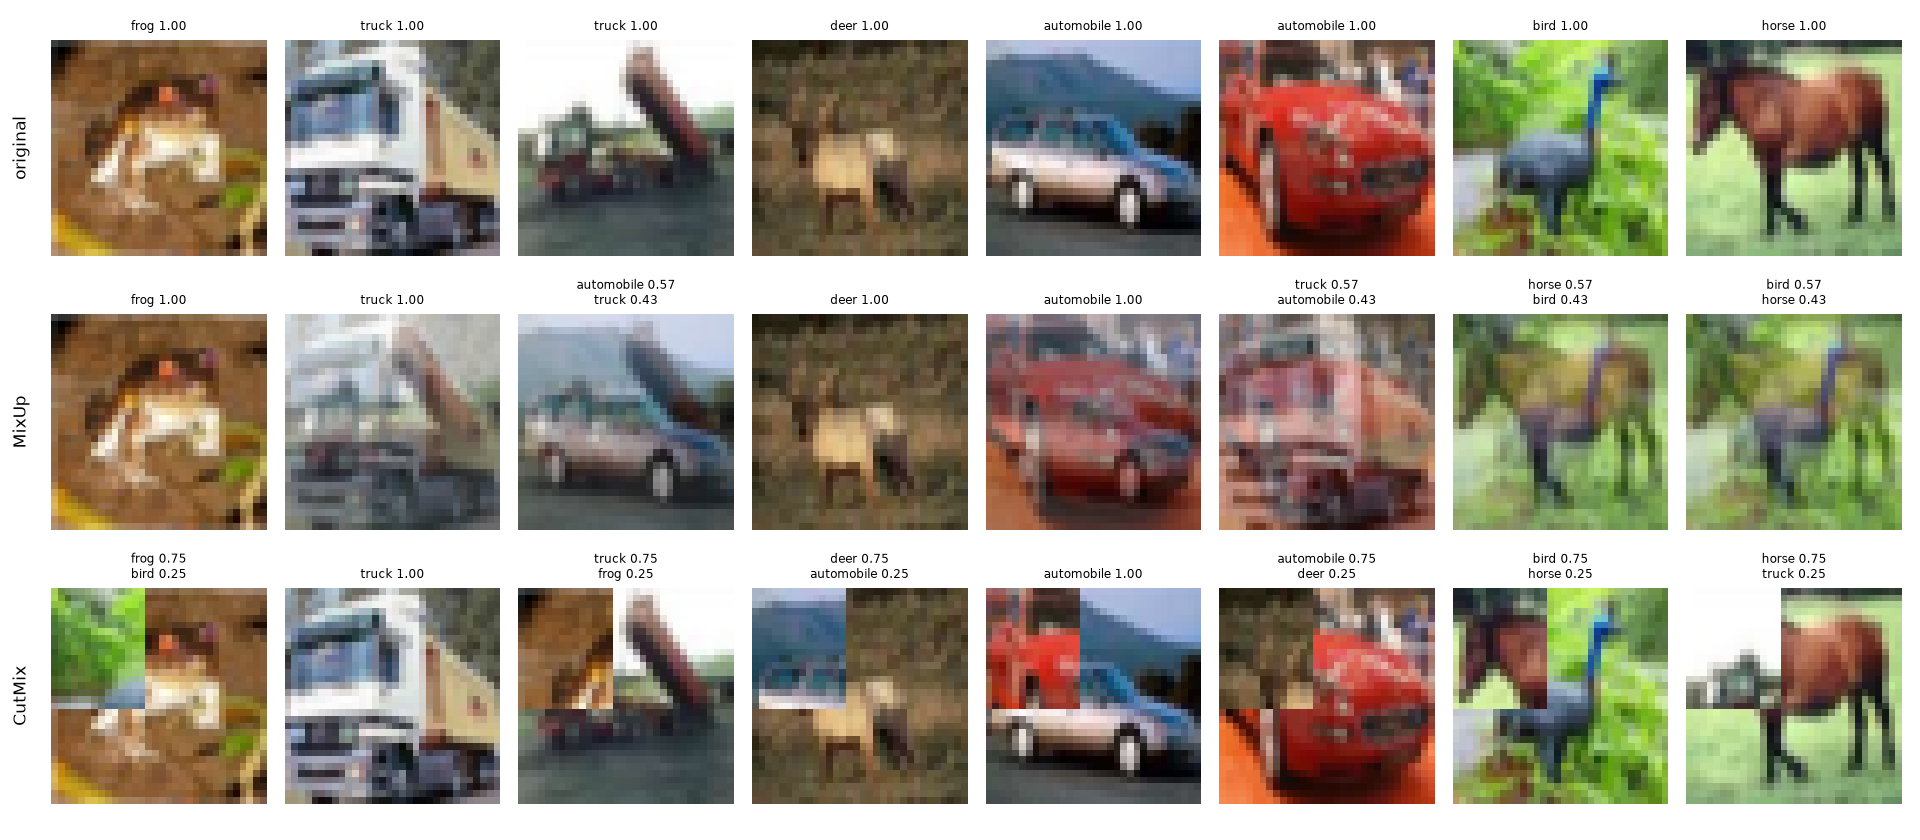 frog 1.00
truck 1.00
truck 1.00
deer 1.00
automobile 1.00
automobile 1.00
bird 1.00
horse 1.00
original
frog 1.00
truck 1.00
automobile 0.57
truck 0.43
deer 1.00
automobile 1.00
truck 0.57
automobile 0.43
horse 0.57
bird 0.43
bird 0.57
horse 0.43
MixUp
frog 0.75
bird 0.25
truck 1.00
truck 0.75
frog 0.25
deer 0.75
automobile 0.25
automobile 1.00
automobile 0.75
deer 0.25
bird 0.75
horse 0.25
horse 0.75
truck 0.25
CutMix